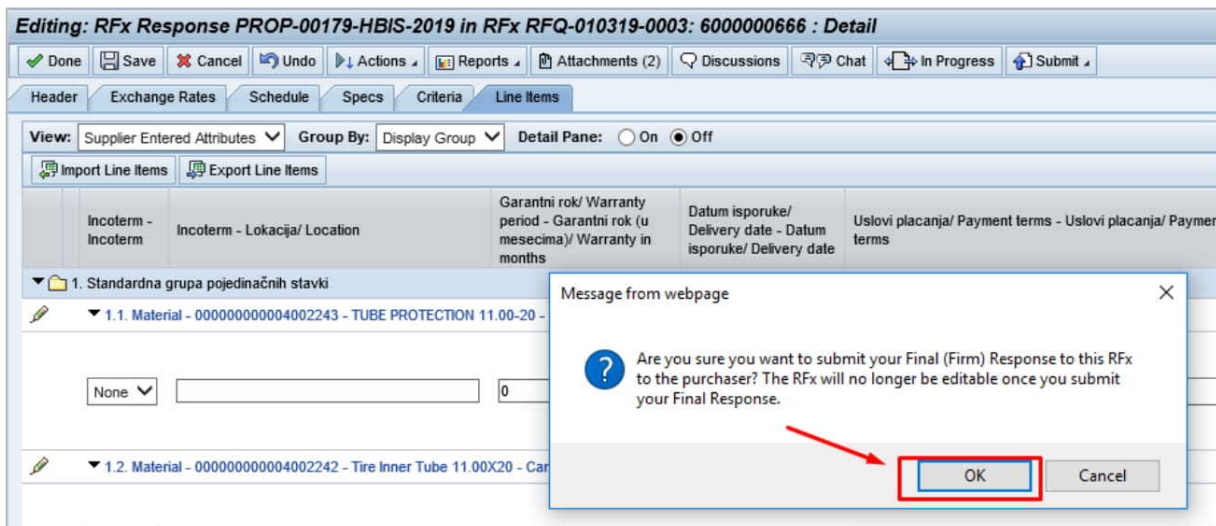 Editing: RFx Response PROP-00179-HBIS-2019 in RFx RFQ-010319-0003: 6000000666 : Detail
Done Save Cancel Undo Actions Reports Attachments (2) Discussions Chat In Progress Submit
Header Exchange Rates Schedule Specs Criteria Line Items
View: Supplier Entered Attributes Group By: Display Group Detail Pane: On Off
Import Line Items Export Line Items
Incoterm -
Incoterm
Incoterm - Lokacija/ Location
Garantni rok/ Warranty
period - Garantni rok (u
mesecima)/ Warranty in
months
Datum isporuke/
Delivery date - Datum
isporuke/ Delivery date
Uslovi placanja/ Payment terms - Uslovi placanja/
terms
1. Standardna grupa pojedinačnih stavki
1.1. Material - 000000000004002243 - TUBE PROTECTION 11.00-20 -
None 0
1.2. Material - 000000000004002242 - Tire Inner Tube 11.00X20 -
Message from webpage
Are you sure you want to submit your Final (Firm) Response to this RFx
to the purchaser? The RFx will no longer be editable once you submit
your Final Response.
OK Cancel